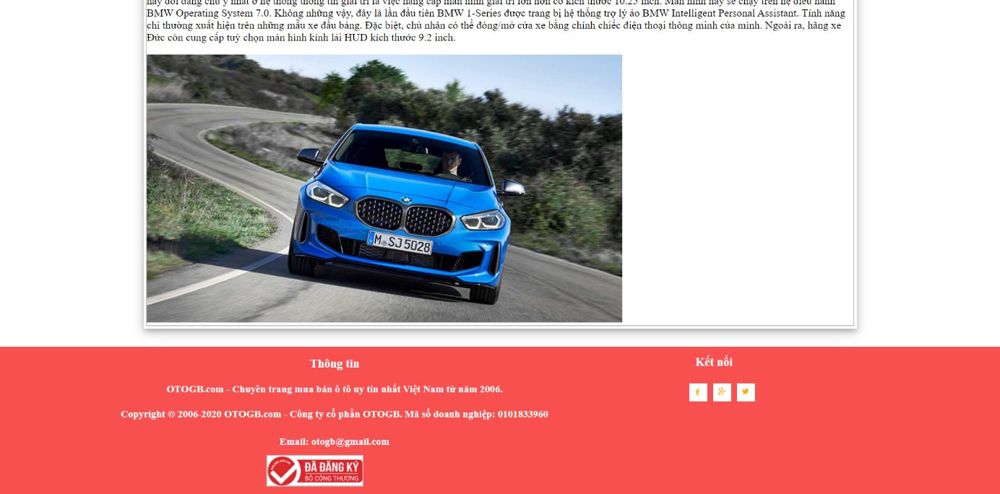 hay đổi đáng chú ý nhất ở hệ thống thông tin giải trí là việc nâng cấp màn hình giải trí lớn hơn có kích thước 10.25 inch. Màn hình này sẽ chạy trên hệ điều hành
BMW Operating System 7.0. Không những vậy, đây là lần đầu tiên BMW 1-Series được trang bị hệ thống trợ lý ảo BMW Intelligent Personal Assistant. Tính năng
chỉ thường xuất hiện trên những mẫu xe đầu bảng. Đặc biệt, chủ nhân có thể đóng/mở cửa xe bằng chính chiếc điện thoại thông minh của mình. Ngoài ra, hãng xe
Đức còn cung cấp tuỳ chọn màn hình kính lái HUD kích thước 9.2 inch.
M SJ 5028
Thông tin
Kết nối
OTOGB.com - Chuyên trang mua bán ô tô uy tín nhất Việt Nam từ năm 2006.
Copyright © 2006-2020 OTOGB.com - Công ty cổ phần OTOGB. Mã số doanh nghiệp: 0101833960
Email: otogb@gmail.com
ĐÃ ĐĂNG KÝ
BỘ CÔNG THƯƠNG